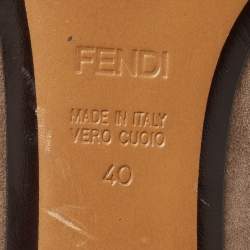 FENDI
MADE IN ITALY
VERO CUOIO
40